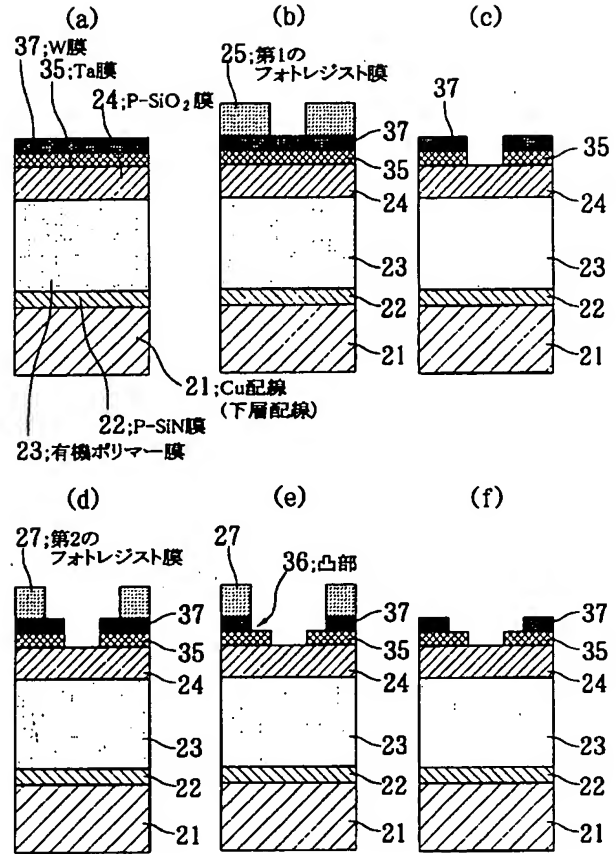 (a)
37;W膜
35;Ta膜
24;P-SiO₂膜
21;Cu配線
(下層配線)
22;P-SiN膜
23;有機ポリマー膜
(b)
25;第1の
フォトレジスト膜
37
35
24
23
22
21
(c)
37
35
24
23
22
21
(d)
27;第2の
フォトレジスト膜
37
35
24
23
22
21
(e)
27
36;凸部
37
35
24
23
22
21
(f)
37
35
24
23
22
21